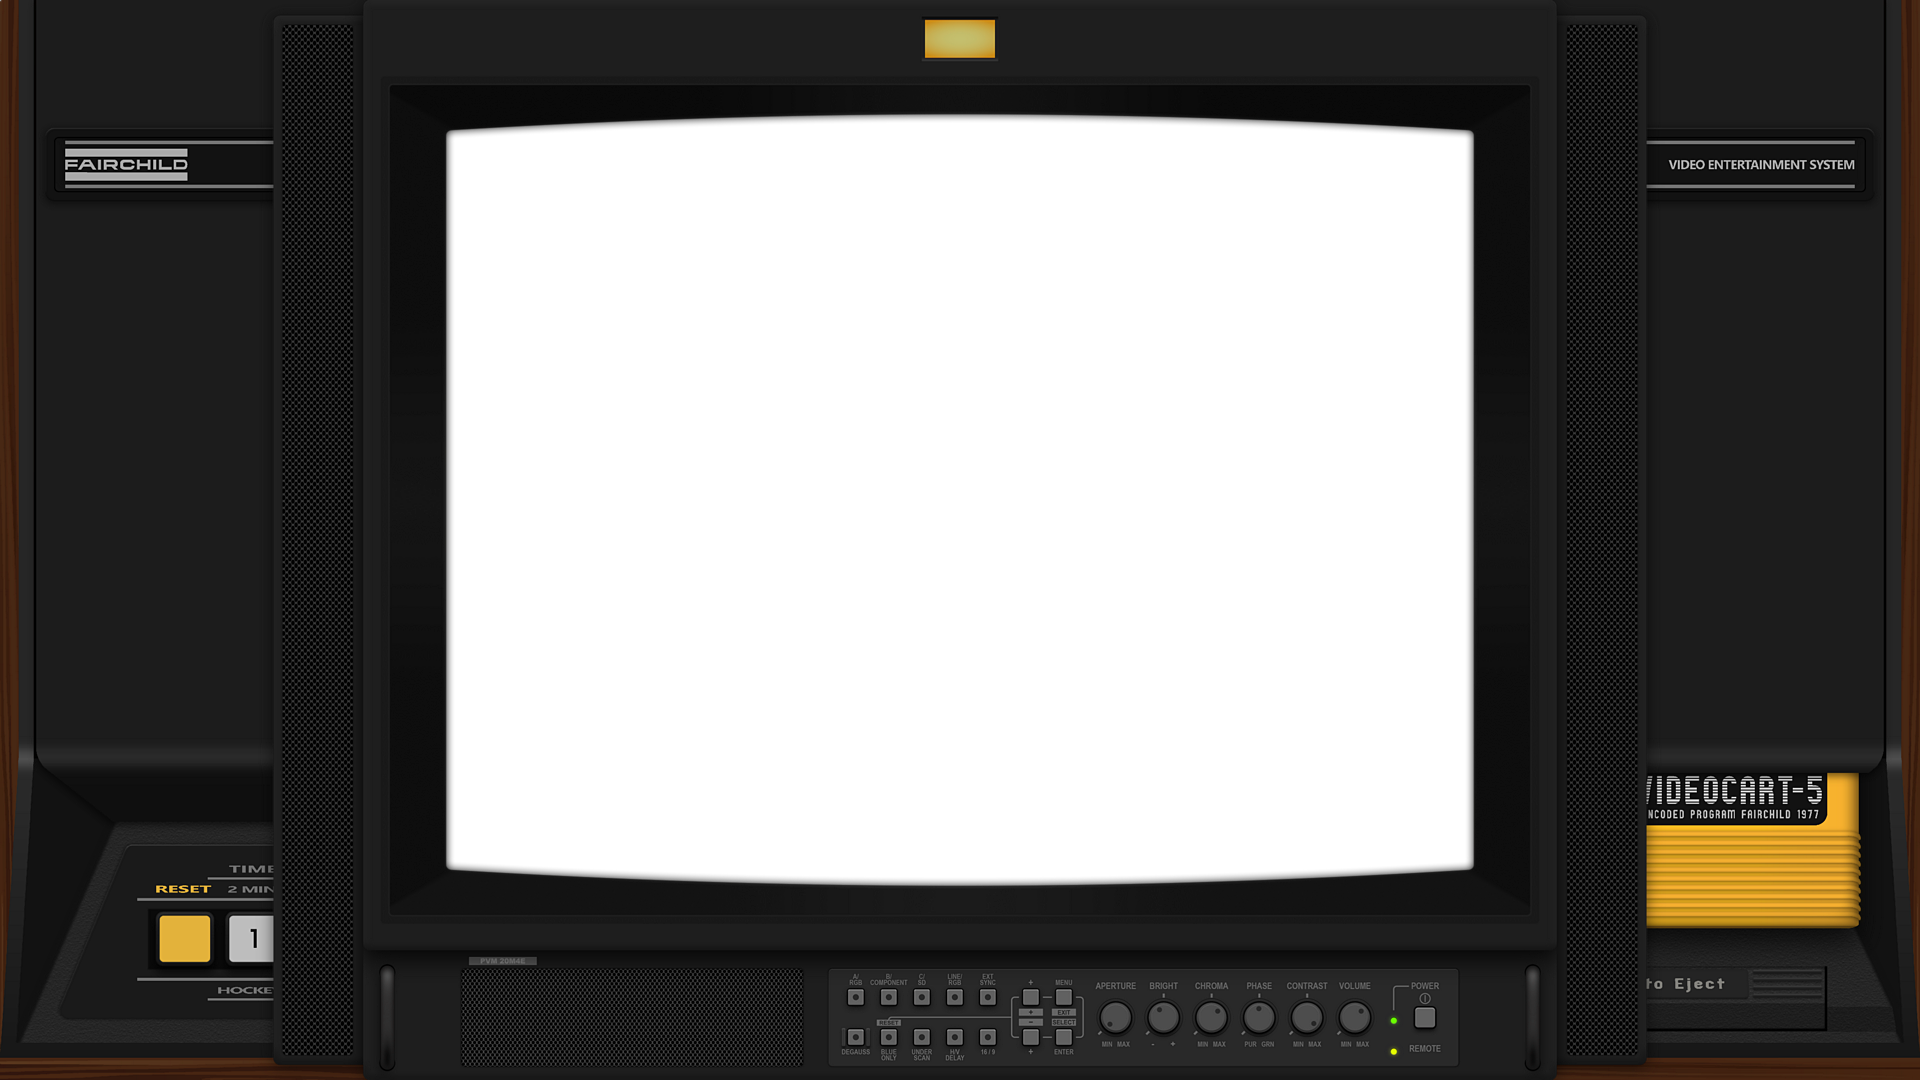 FAIRCHILD
VIDEO ENTERTAINMENT SYSTEM
VIDEOCART-5
NCODED PROGRAM FAIRCHILD 1977
TIME
RESET 2 MIN
1
HOCKE
to Eject
PVM 20M4E
A/ RGB
B/ COMPONENT
C/ SD
LINE/ RGB
EXT SYNC
+
MENU
+
EXIT
−
SELECT
RESET
DEGAUSS
BLUE ONLY
UNDER SCAN
H/V DELAY
16 / 9
+
ENTER
APERTURE
BRIGHT
CHROMA
PHASE
CONTRAST
VOLUME
MIN MAX
- +
MIN MAX
PUR GRN
MIN MAX
MIN MAX
POWER
REMOTE